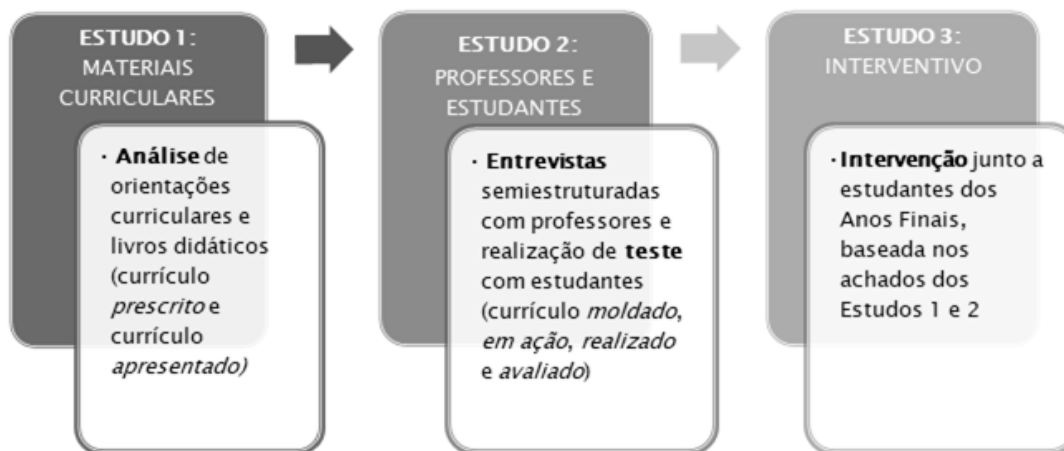 ESTUDO 1:
MATERIAIS
CURRICULARES
· Análise de
orientações
curriculares e
livros didáticos
(currículo
prescrito e
currículo
apresentado)
ESTUDO 2:
PROFESSORES E
ESTUDANTES
· Entrevistas
semiestruturadas
com professores e
realização de teste
com estudantes
(currículo moldado,
em ação, realizado
e avaliado)
ESTUDO 3:
INTERVENTIVO
· Intervenção junto a
estudantes dos
Anos Finais,
baseada nos
achados dos
Estudos 1 e 2